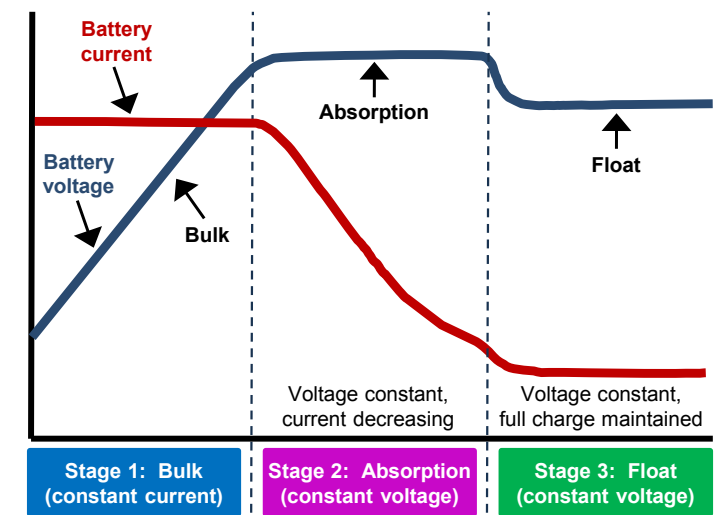 Battery
current
Absorption
Float
Battery
voltage
Bulk
Voltage constant,
current decreasing
Voltage constant,
full charge maintained
Stage 1: Bulk
(constant current)
Stage 2: Absorption
(constant voltage)
Stage 3: Float
(constant voltage)